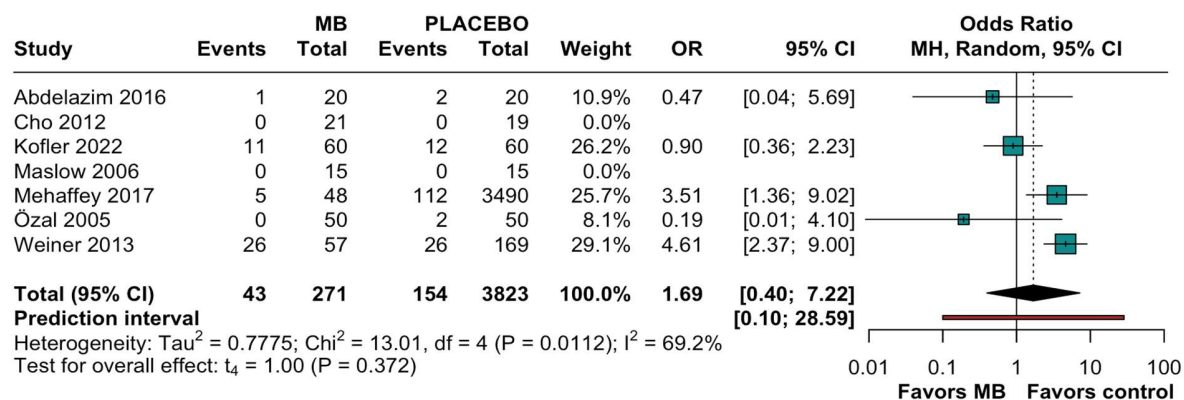 MB PLACEBO Odds Ratio
Study Events Total Events Total Weight OR 95% CI MH, Random, 95% CI
Abdelazim 2016 1 20 2 20 10.9% 0.47 [0.04; 5.69]
Cho 2012 0 21 0 19 0.0%
Kofler 2022 11 60 12 60 26.2% 0.90 [0.36; 2.23]
Maslow 2006 0 15 0 15 0.0%
Mehaffey 2017 5 48 112 3490 25.7% 3.51 [1.36; 9.02]
Özal 2005 0 50 2 50 8.1% 0.19 [0.01; 4.10]
Weiner 2013 26 57 26 169 29.1% 4.61 [2.37; 9.00]
Total (95% CI) 43 271 154 3823 100.0% 1.69 [0.40; 7.22]
Prediction interval [0.10; 28.59]
Heterogeneity: Tau² = 0.7775; Chi² = 13.01, df = 4 (P = 0.0112); I² = 69.2%
Test for overall effect: t₄ = 1.00 (P = 0.372)
0.01 0.1 1 10 100
Favors MB Favors control